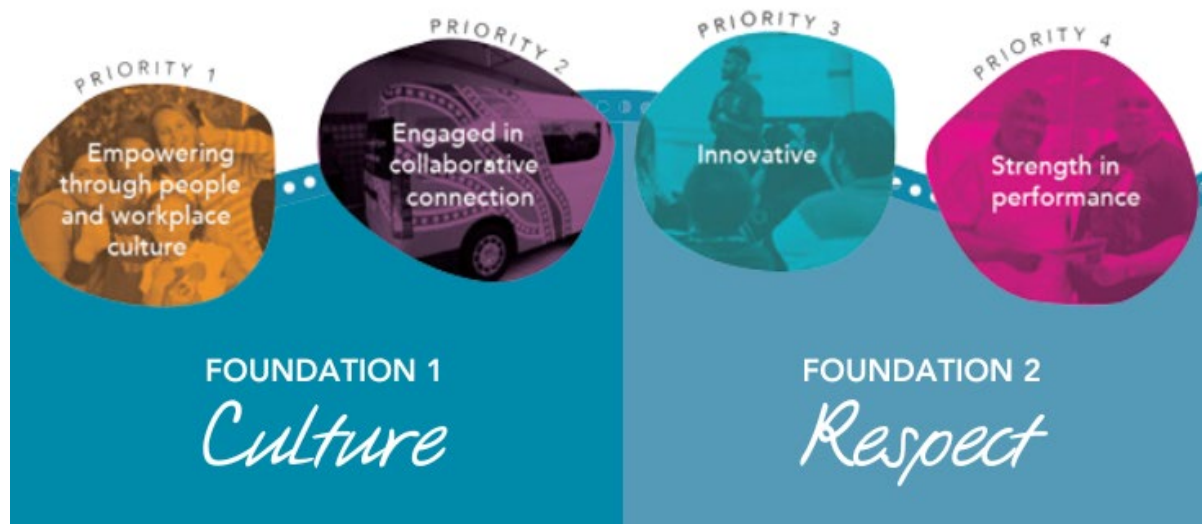 PRIORITY 1
Empowering
through people
and workplace
culture
PRIORITY 2
Engaged in
collaborative
connection
PRIORITY 3
Innovative
PRIORITY 4
Strength in
performance
FOUNDATION 1
Culture
FOUNDATION 2
Respect